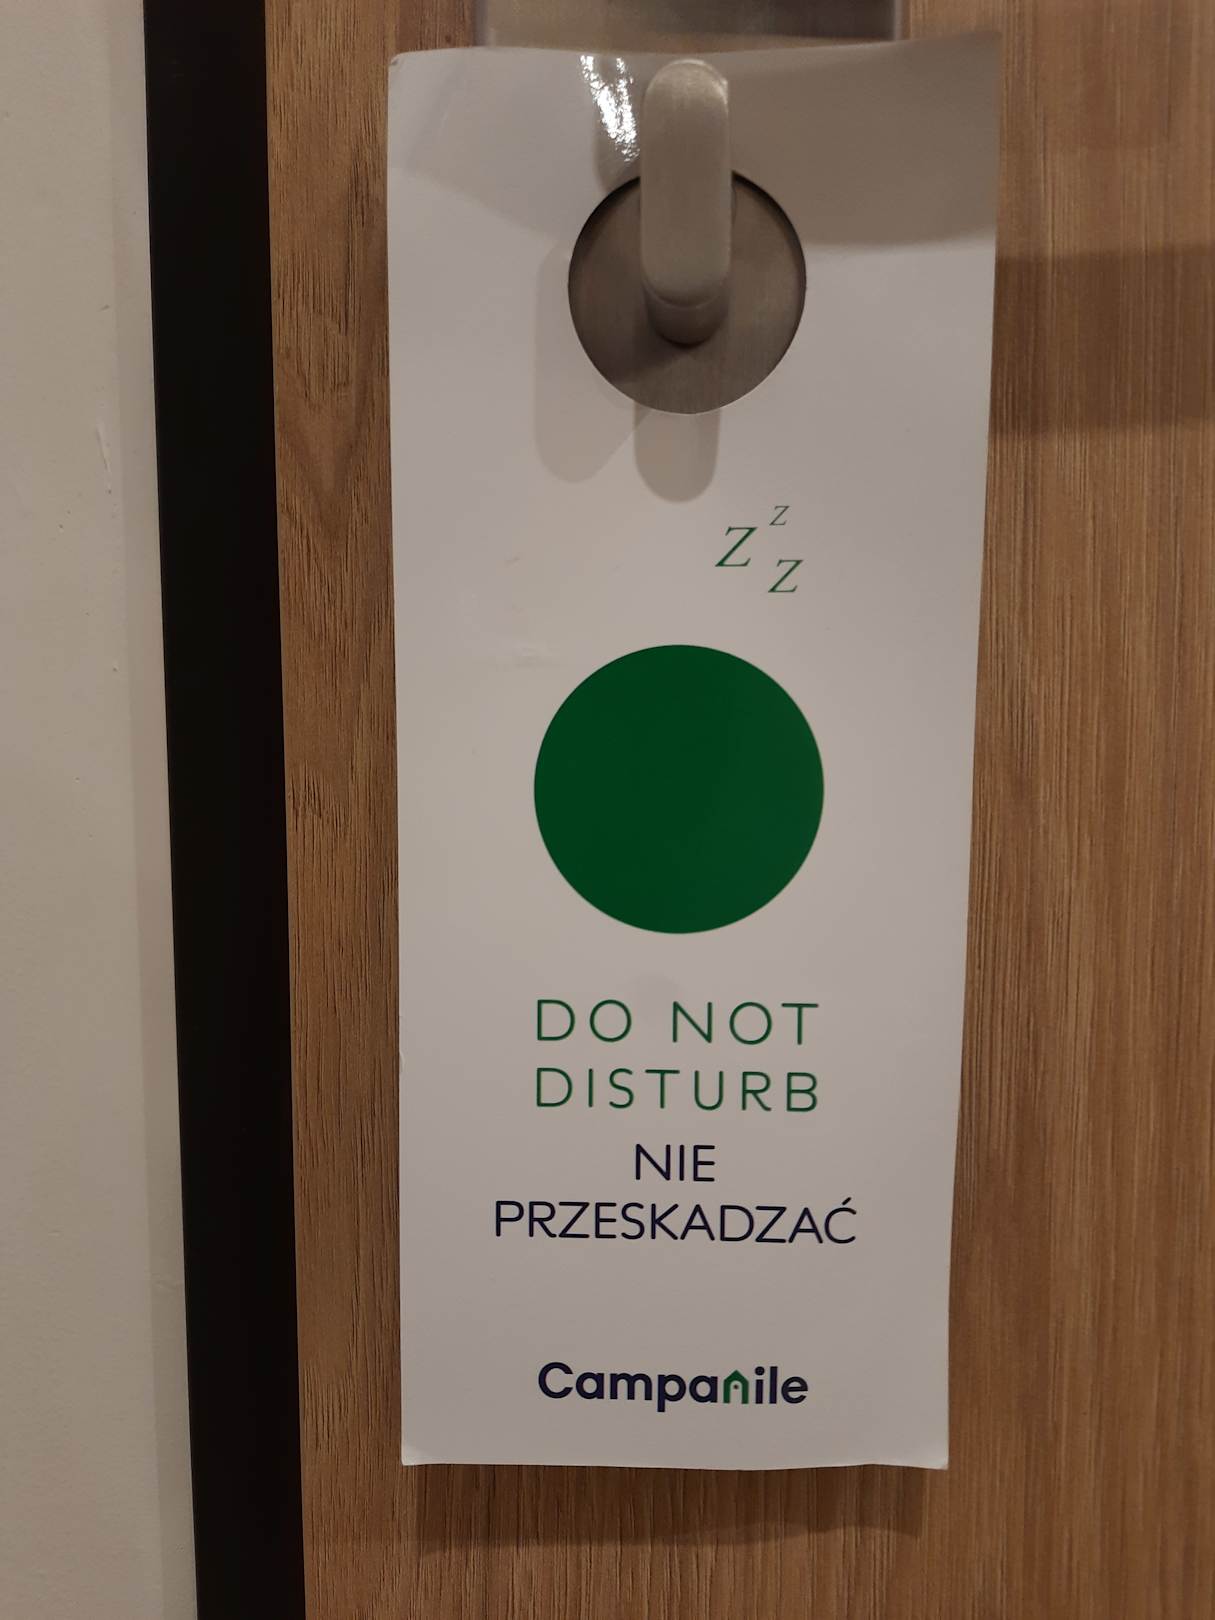 Z z Z
DO NOT
DISTURB
NIE
PRZESKADZAĆ
Campanile